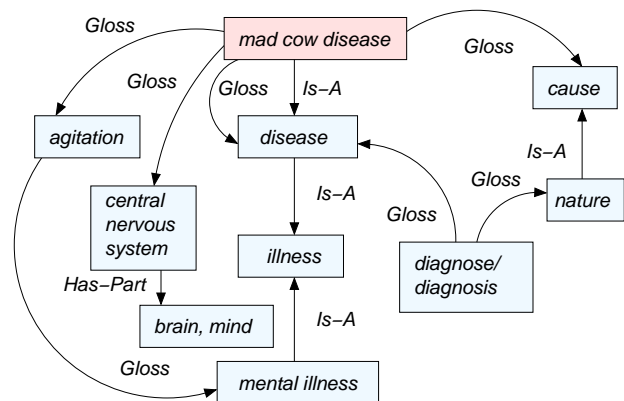 Gloss
mad cow disease
Gloss
Gloss
Gloss
Is-A
cause
agitation
disease
Is-A
Gloss
nature
central
nervous
system
Is-A
Gloss
illness
diagnose/
diagnosis
Has-Part
brain, mind
Is-A
Gloss
mental illness